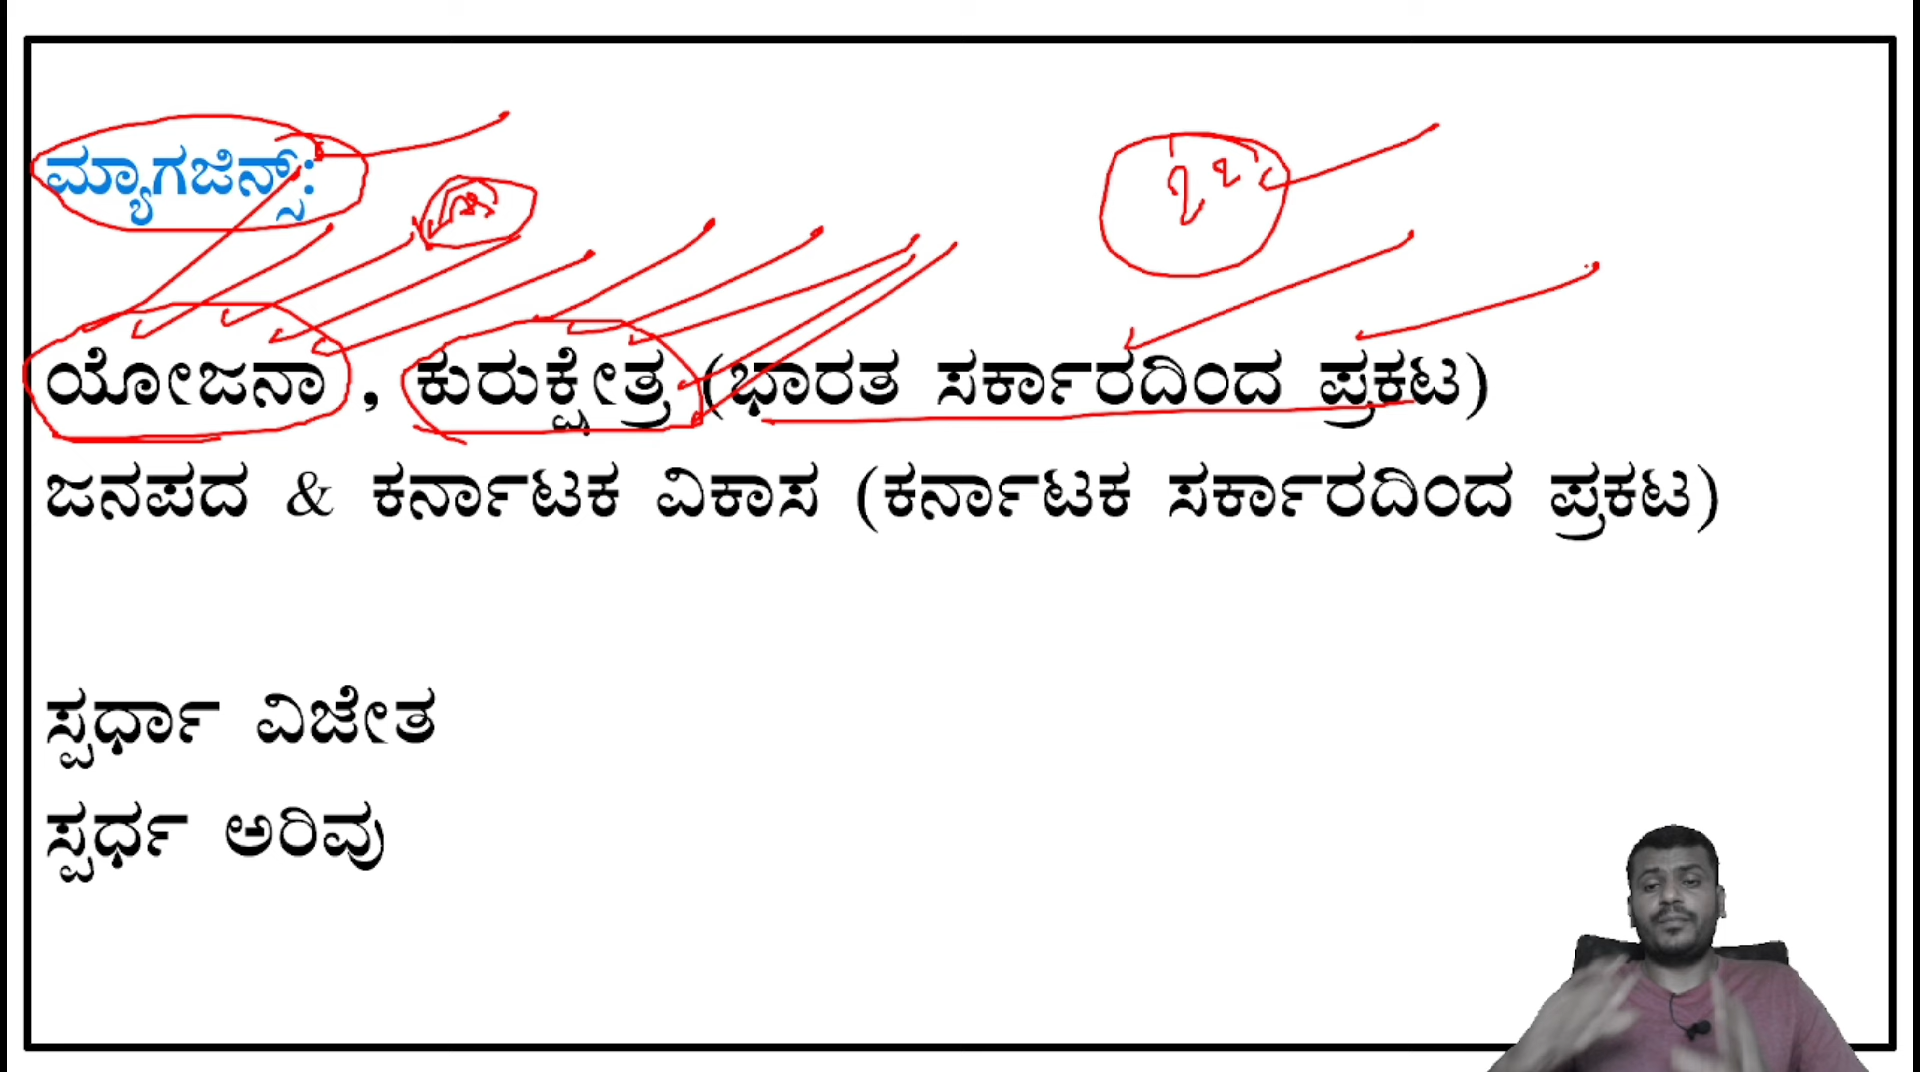 ಮ್ಯಾಗಜಿನ್ಸ್:
ಯೋಜನಾ , ಕುರುಕ್ಷೇತ್ರ (ಭಾರತ ಸರ್ಕಾರದಿಂದ ಪ್ರಕಟ)
ಜನಪದ & ಕರ್ನಾಟಕ ವಿಕಾಸ (ಕರ್ನಾಟಕ ಸರ್ಕಾರದಿಂದ ಪ್ರಕಟ)
ಸ್ಪರ್ಧಾ ವಿಜೇತ
ಸ್ಪರ್ಧ ಅರಿವು